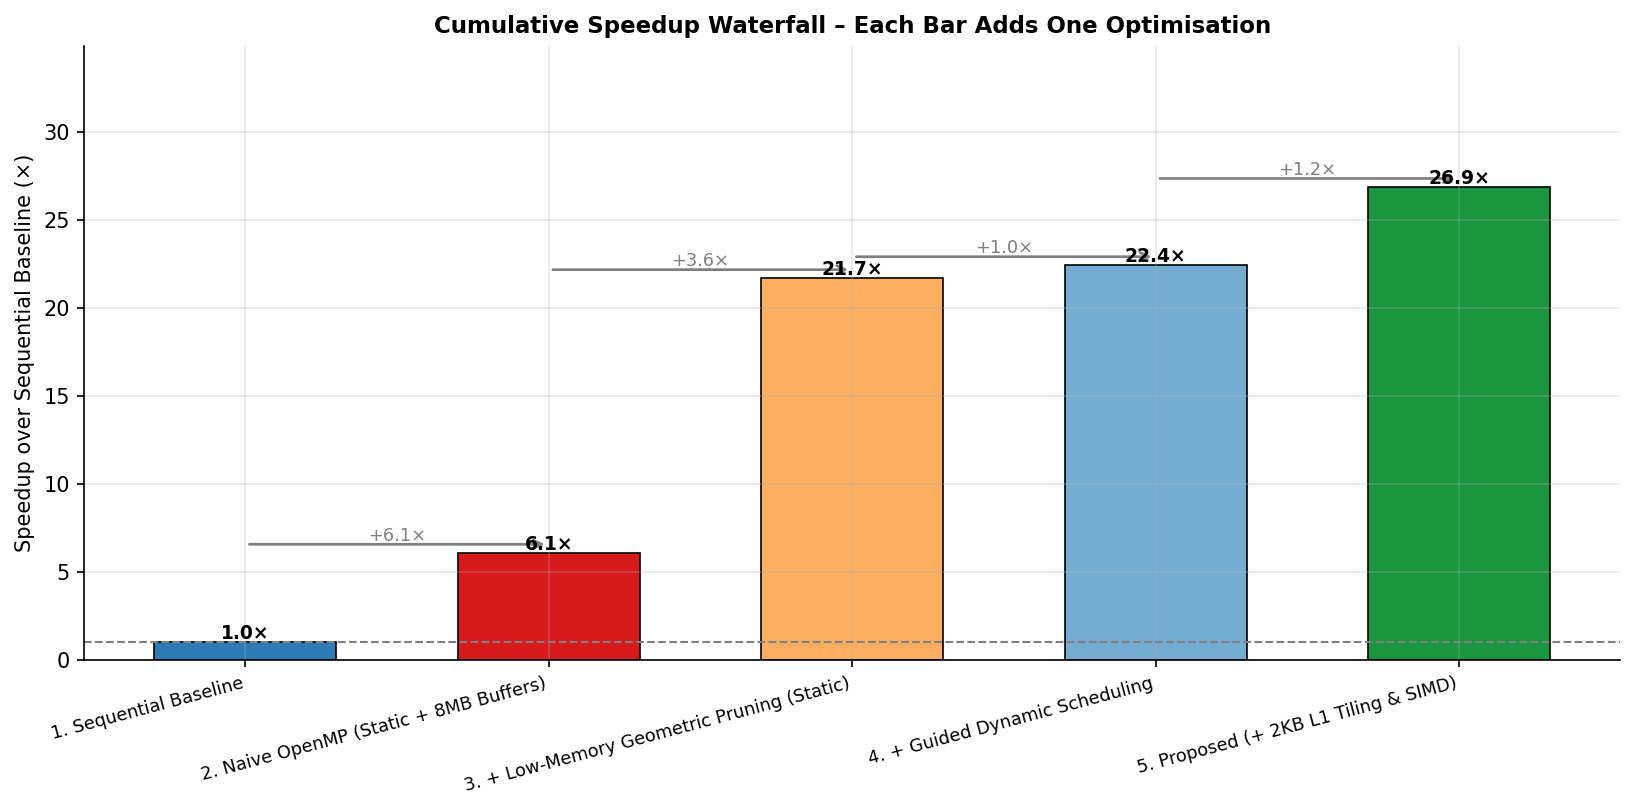 Cumulative Speedup Waterfall – Each Bar Adds One Optimisation
Speedup over Sequential Baseline (×)
30
25
20
15
10
5
0
+6.1×
+3.6×
+1.0×
+1.2×
1.0×
6.1×
21.7×
22.4×
26.9×
1. Sequential Baseline
2. Naive OpenMP (Static + 8MB Buffers)
3. + Low-Memory Geometric Pruning (Static)
4. + Guided Dynamic Scheduling
5. Proposed (+ 2KB L1 Tiling & SIMD)